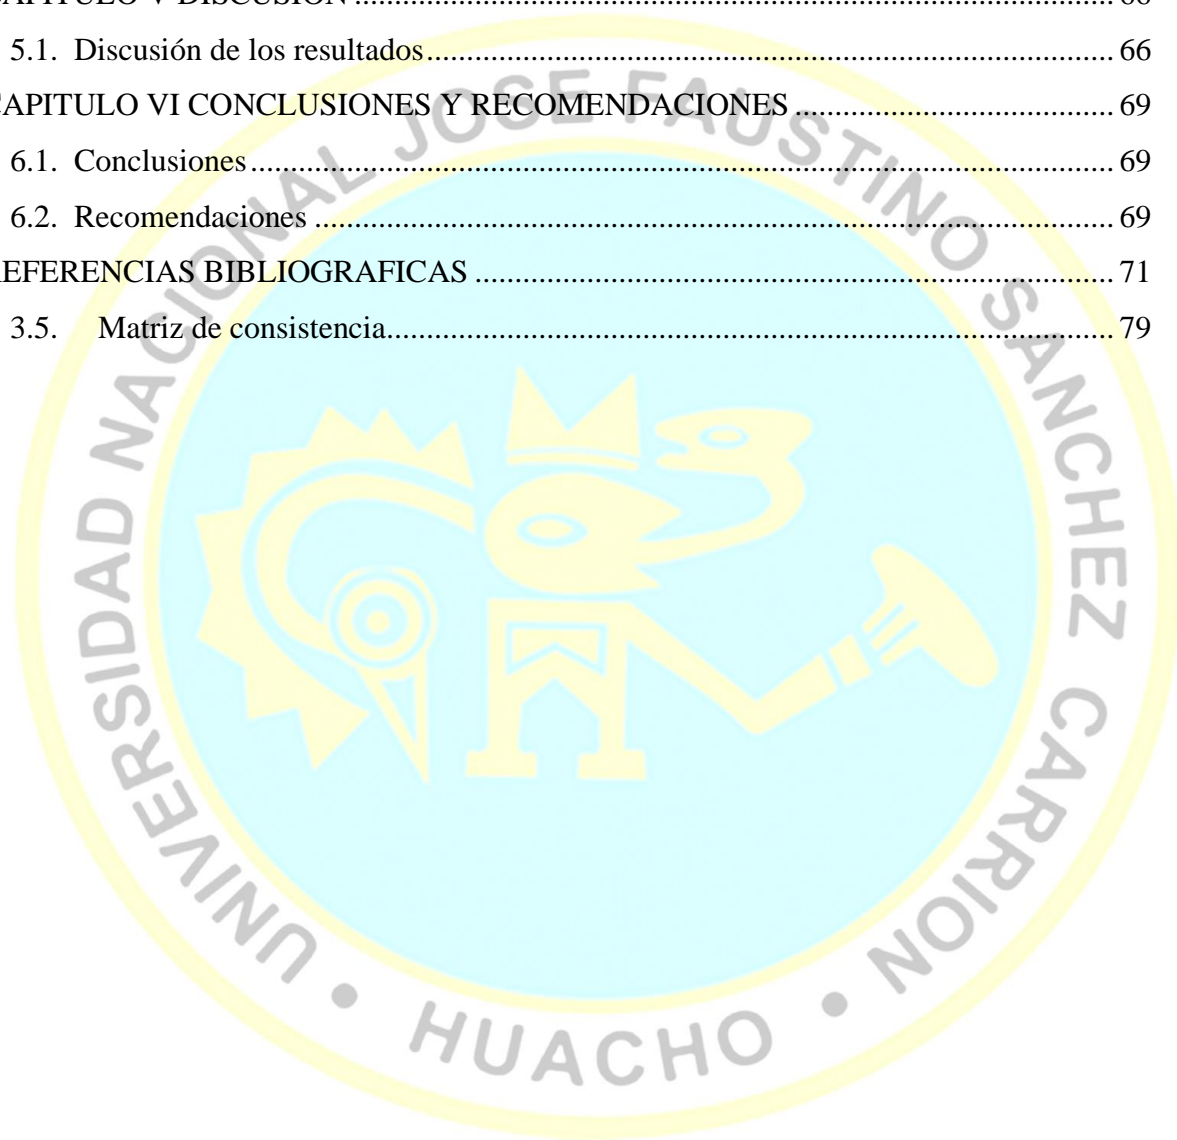 CAPITULO V DISCUSIÓN ........ 66
5.1. Discusión de los resultados ........ 66
CAPITULO VI CONCLUSIONES Y RECOMENDACIONES ........ 69
6.1. Conclusiones ........ 69
6.2. Recomendaciones ........ 69
REFERENCIAS BIBLIOGRAFICAS ........ 71
3.5. Matriz de consistencia ........ 79
UNIVERSIDAD NACIONAL JOSE FAUSTINO SANCHEZ CARRION • HUACHO •